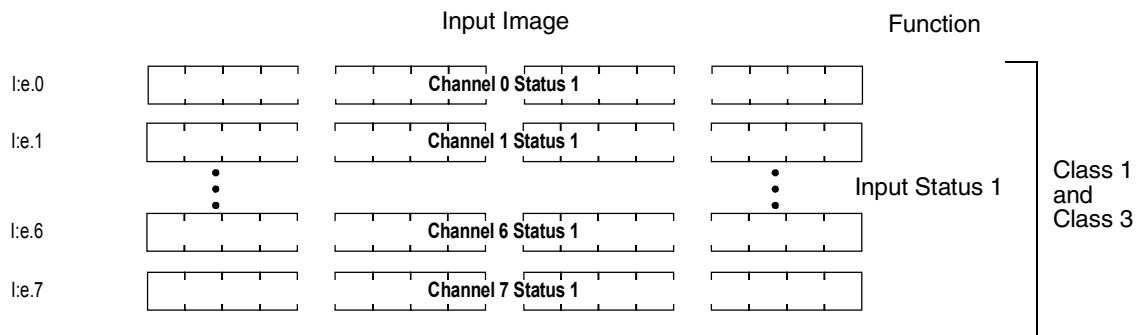 Input Image Function
I:e.0 Channel 0 Status 1
I:e.1 Channel 1 Status 1
Input Status 1
Class 1
and
Class 3
I:e.6 Channel 6 Status 1
I:e.7 Channel 7 Status 1